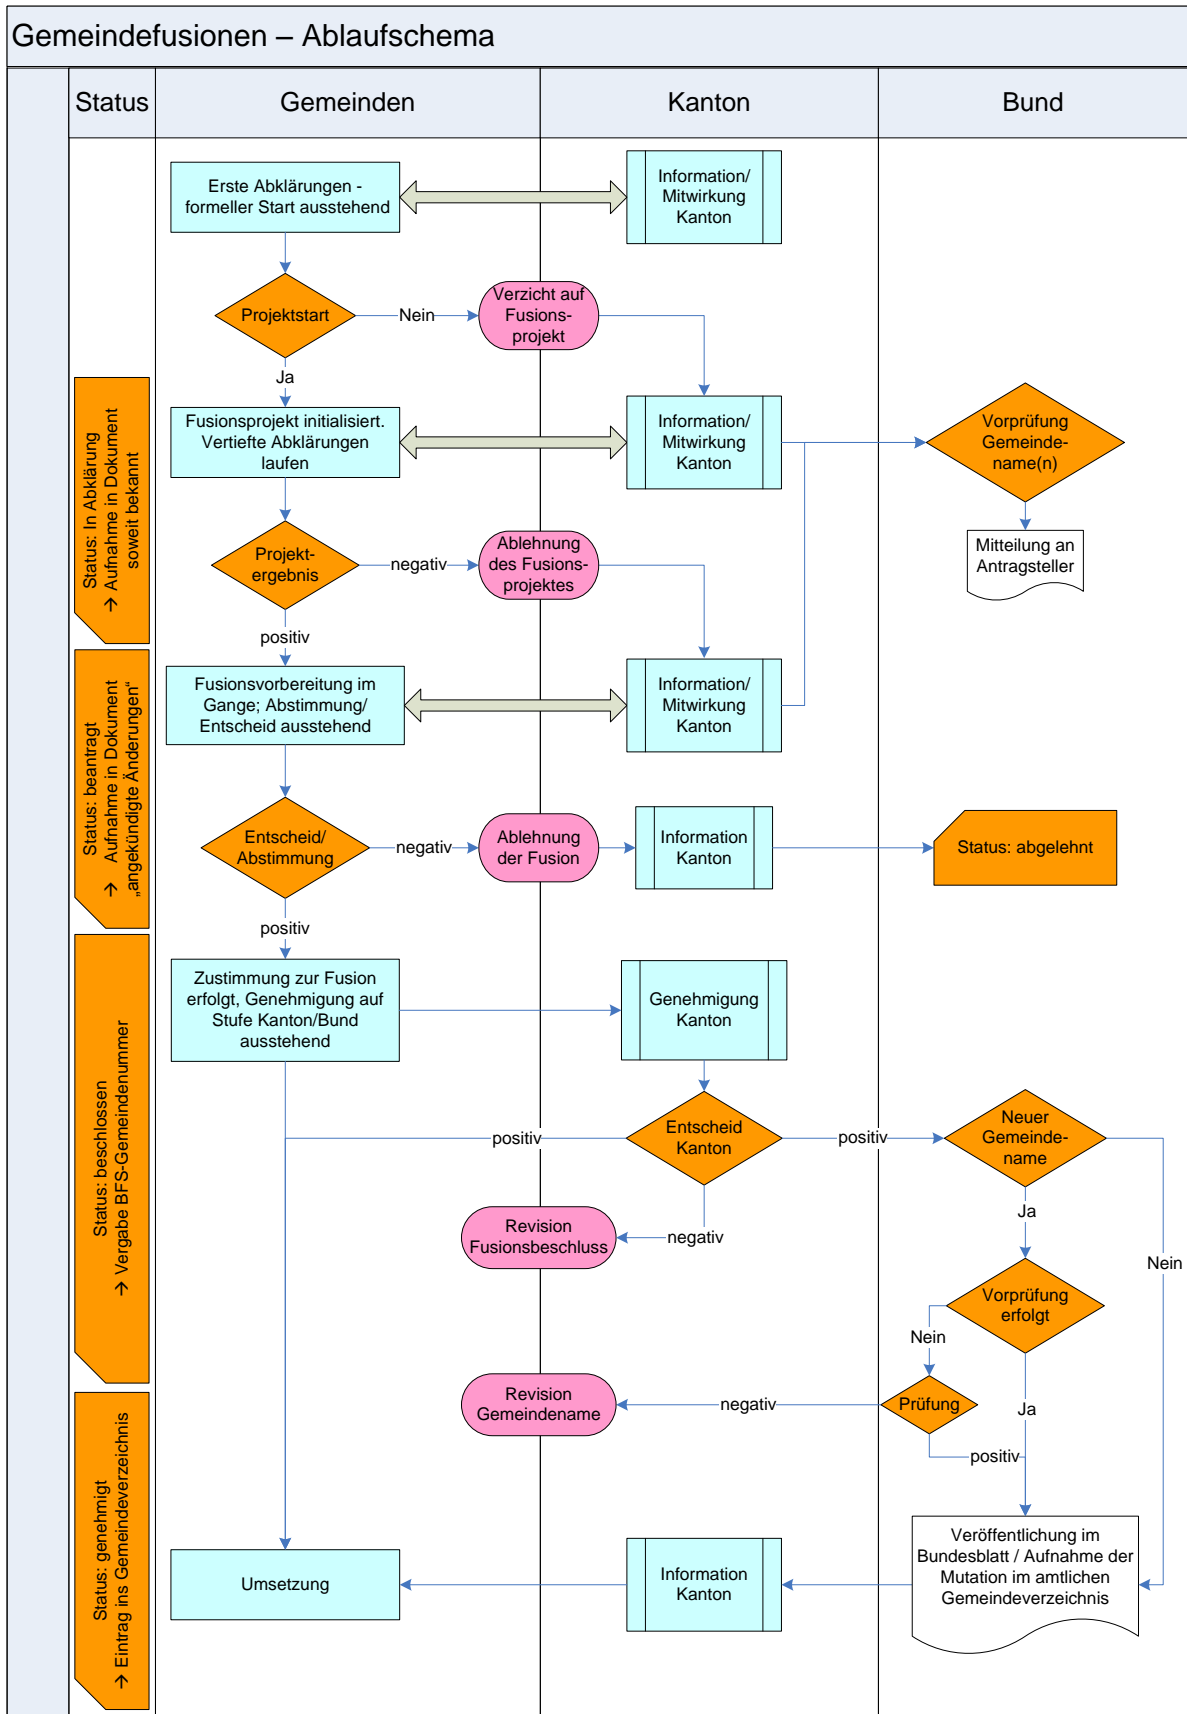 Gemeindefusionen – Ablaufschema
Status
Gemeinden
Kanton
Bund
Erste Abklärungen -
formeller Start ausstehend
Information/
Mitwirkung
Kanton
Projektstart
Nein
Verzicht auf
Fusions-
projekt
Ja
Status: In Abklärung
→ Aufnahme in Dokument
soweit bekannt
Fusionsprojekt initialisiert.
Vertiefte Abklärungen
laufen
Information/
Mitwirkung
Kanton
Vorprüfung
Gemeinde-
name(n)
Mitteilung an
Antragsteller
Projekt-
ergebnis
negativ
Ablehnung
des Fusions-
projektes
positiv
Status: beantragt
→ Aufnahme in Dokument
„angekündigte Änderungen“
Fusionsvorbereitung im
Gange; Abstimmung/
Entscheid ausstehend
Information/
Mitwirkung
Kanton
Entscheid/
Abstimmung
negativ
Ablehnung
der Fusion
Information
Kanton
Status: abgelehnt
positiv
Status: beschlossen
→ Vergabe BFS-Gemeindenummer
Zustimmung zur Fusion
erfolgt, Genehmigung auf
Stufe Kanton/Bund
ausstehend
Genehmigung
Kanton
positiv
Entscheid
Kanton
positiv
Neuer
Gemeinde-
name
Ja
Nein
negativ
Revision
Fusionsbeschluss
Vorprüfung
erfolgt
Nein
Ja
Prüfung
negativ
Revision
Gemeindename
positiv
Status: genehmigt
→ Eintrag ins Gemeindeverzeichnis
Veröffentlichung im
Bundesblatt / Aufnahme der
Mutation im amtlichen
Gemeindeverzeichnis
Information
Kanton
Umsetzung